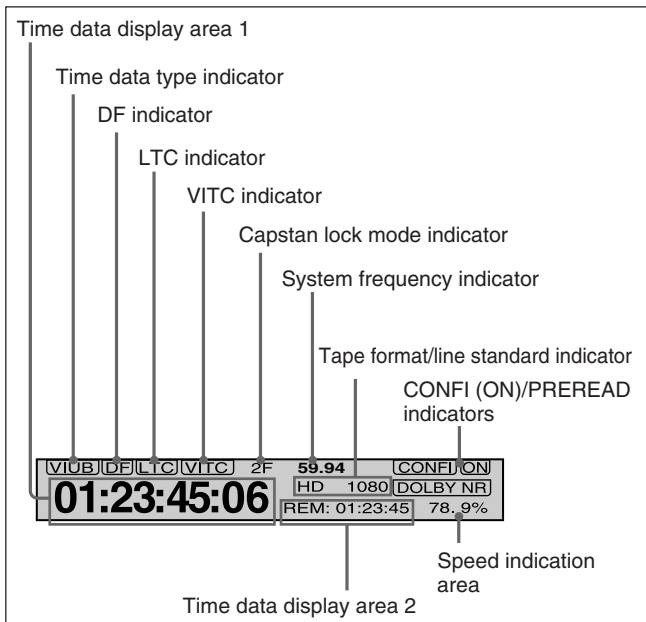 Time data display area 1
Time data type indicator
DF indicator
LTC indicator
VITC indicator
Capstan lock mode indicator
System frequency indicator
Tape format/line standard indicator
CONFI (ON)/PREREAD
indicators
VIUB DF LTC VITC 2F 59.94 CONFI ON
01:23:45:06 HD 1080 DOLBY NR
REM: 01:23:45 78.9%
Speed indication
area
Time data display area 2